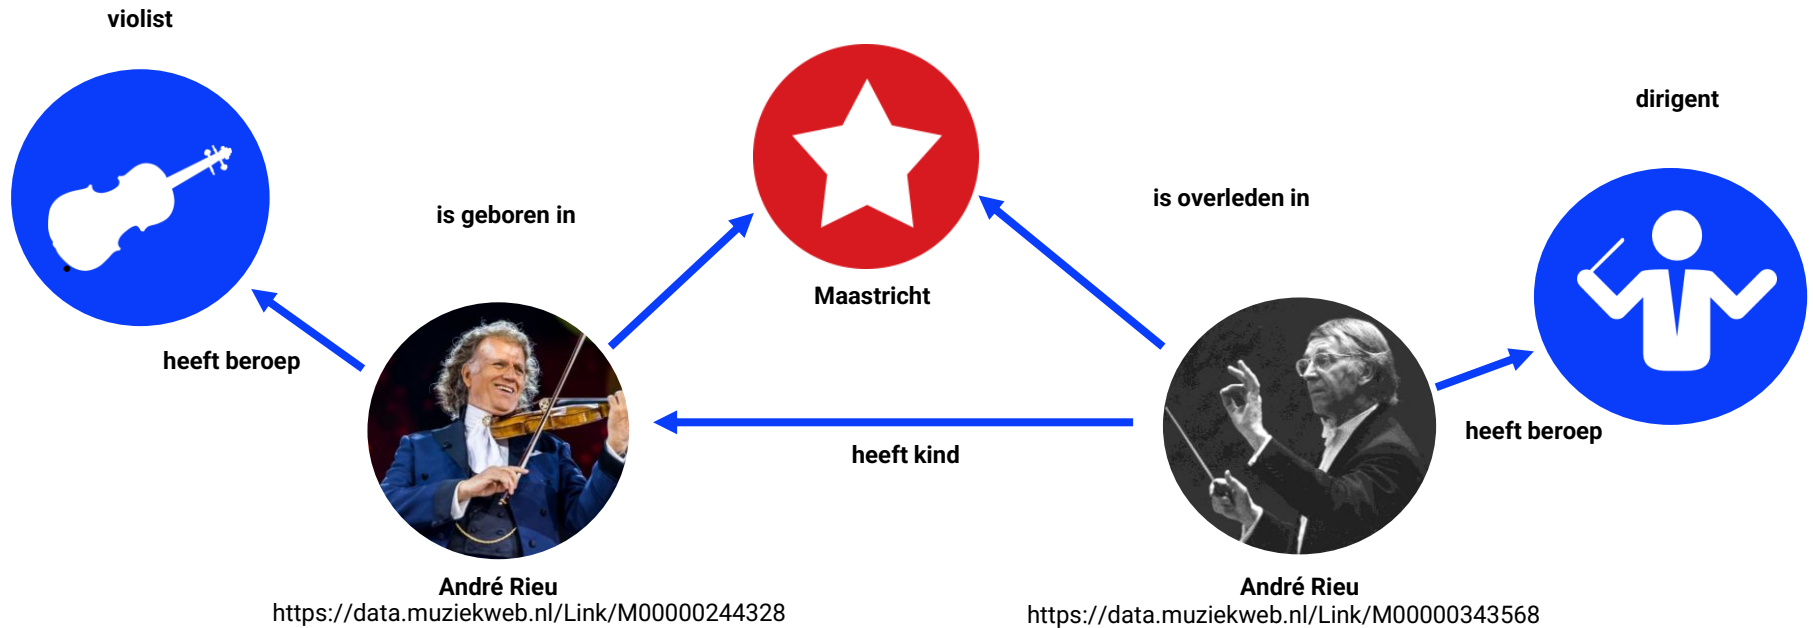 violist
dirigent
is geboren in
is overleden in
Maastricht
heeft beroep
heeft kind
heeft beroep
André Rieu
https://data.muziekweb.nl/Link/M00000244328
André Rieu
https://data.muziekweb.nl/Link/M00000343568